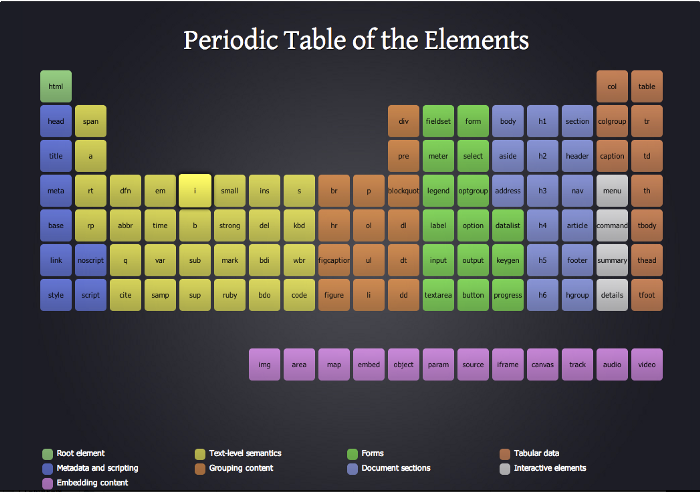 Periodic Table of the Elements
html col table
head span div fieldset form body h1 section colgroup tr
title a pre meter select aside h2 header caption td
meta rt dfn em i small ins s br p blockquot legend optgroup address h3 nav menu th
base rp abbr time b strong del kbd hr ol dl label option datalist h4 article command tbody
link noscript q var sub mark bdi wbr figcaption ul dt input output keygen h5 footer summary thead
style script cite samp sup ruby bdo code figure li dd textarea button progress h6 hgroup details tfoot
img area map embed object param source iframe canvas track audio video
Root element Text-level semantics Forms Tabular data
Metadata and scripting Grouping content Document sections Interactive elements
Embedding content